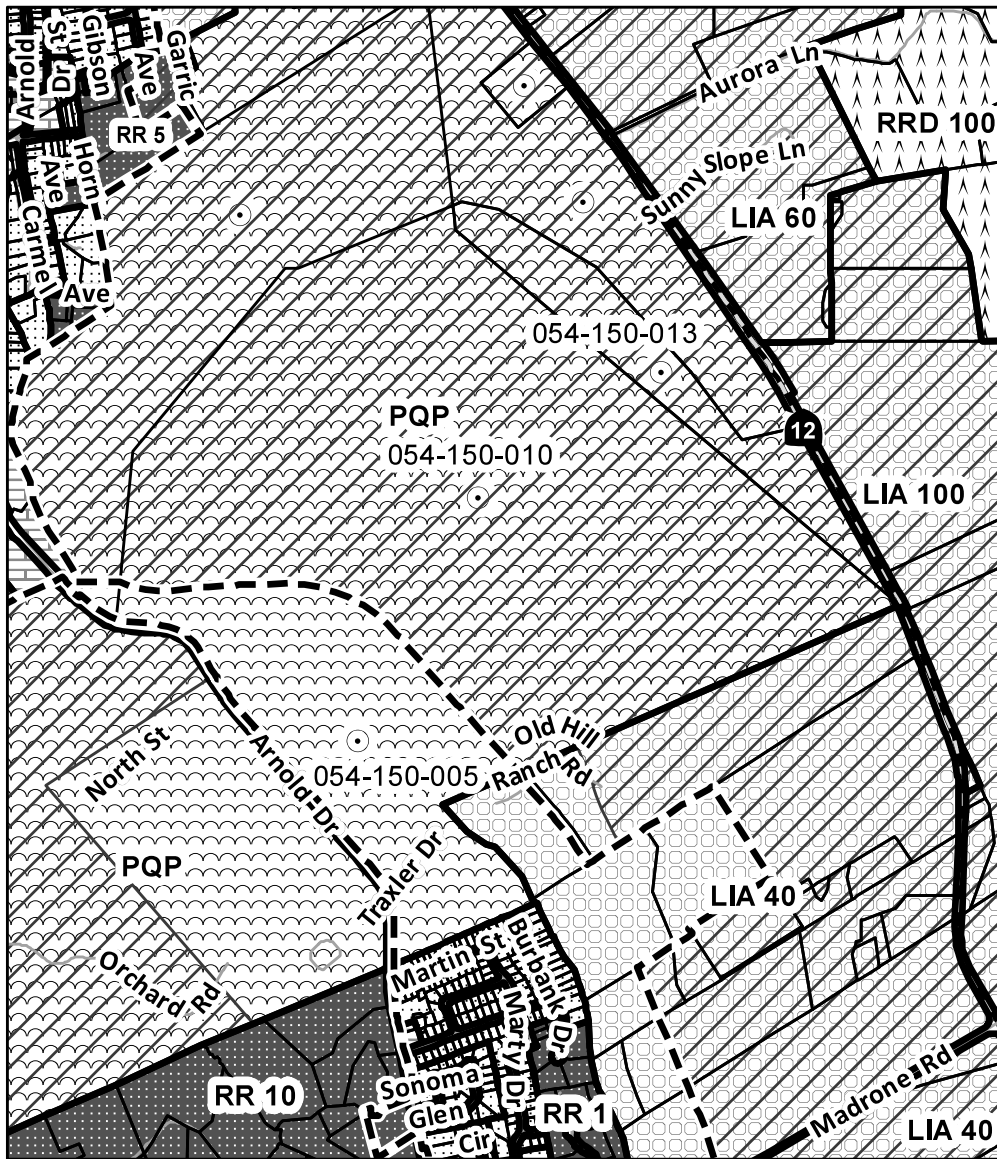 Arnold Dr
Gibson St
Ave
Garric
RR 5
Horn Ave
Carmel Ave
Aurora Ln
RRD 100
Sunny Slope Ln
LIA 60
054-150-013
PQP
054-150-010
12
LIA 100
North St
Arnold Dr
Old Hill
Ranch Rd
054-150-005
PQP
Traxler Dr
LIA 40
Orchard Rd
Martin St
Burbank Dr
Marty Dr
RR 10
Sonoma
Glen
Cir
RR 1
Madrone Rd
LIA 40